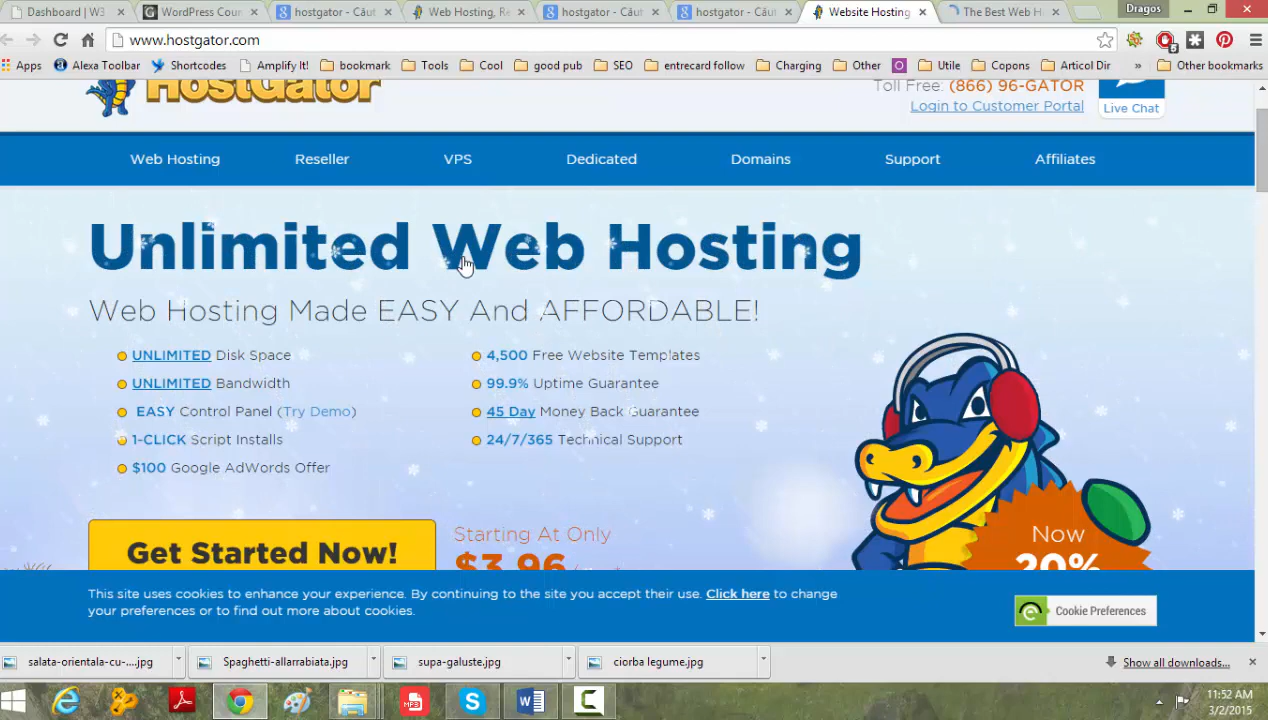 Dashboard | W3
WordPress Cour
hostgator - Cău
Web Hosting, Re
hostgator - Cău
hostgator - Cău
Website Hosting
The Best Web H
Dragos
www.hostgator.com
Apps
Alexa Toolbar
Shortcodes
Amplify It!
bookmark
Tools
Cool
good pub
SEO
entrecard follow
Charging
Other
Utile
Copons
Articol Dir
»
Other bookmarks
HostGator
Toll Free: (866) 96-GATOR
Login to Customer Portal
Live Chat
Web Hosting
Reseller
VPS
Dedicated
Domains
Support
Affiliates
Unlimited Web Hosting
Web Hosting Made EASY And AFFORDABLE!
UNLIMITED Disk Space
UNLIMITED Bandwidth
EASY Control Panel (Try Demo)
1-CLICK Script Installs
$100 Google AdWords Offer
4,500 Free Website Templates
99.9% Uptime Guarantee
45 Day Money Back Guarantee
24/7/365 Technical Support
Get Started Now!
Starting At Only
$3.96
Now
20%
This site uses cookies to enhance your experience. By continuing to the site you accept their use. Click here to change
your preferences or to find out more about cookies.
Cookie Preferences
salata-orientala-cu-....jpg
Spaghetti-allarrabiata.jpg
supa-galuste.jpg
ciorba legume.jpg
Show all downloads...
11:52 AM
3/2/2015